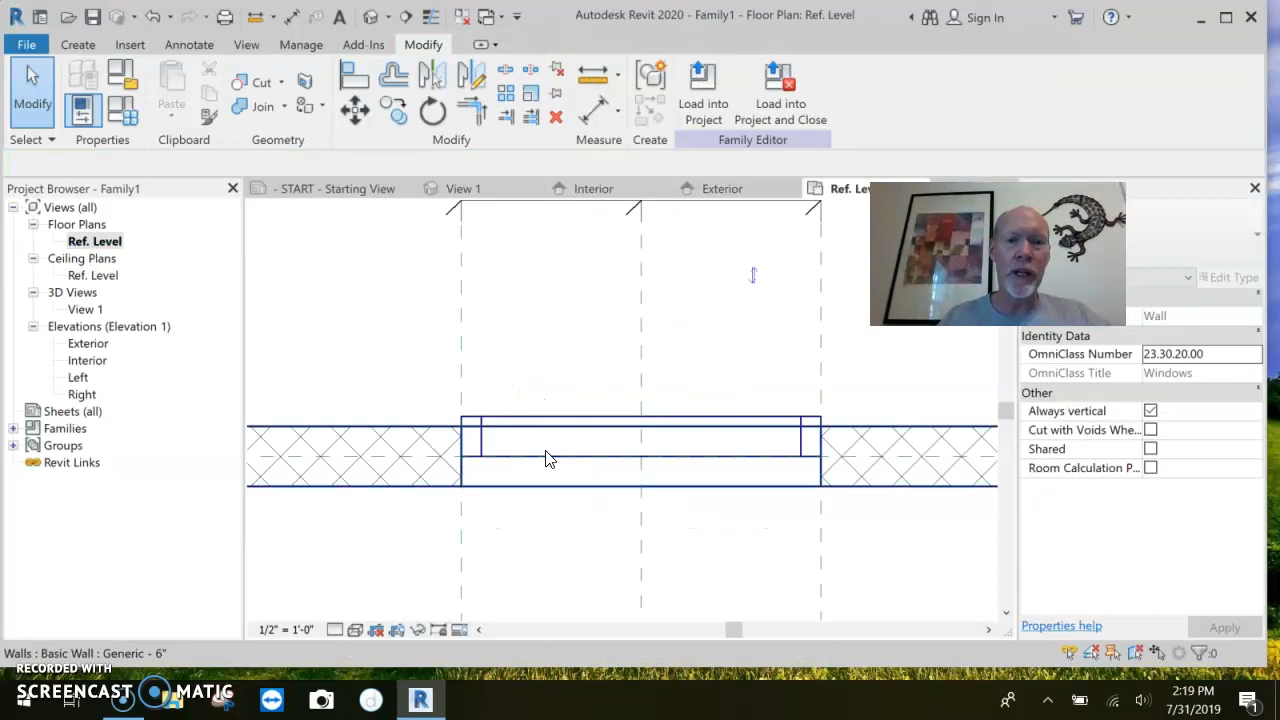 Autodesk Revit 2020 - Family1 - Floor Plan: Ref. Level
Sign In
File Create Insert Annotate View Manage Add-Ins Modify
Modify
Paste
Cut
Join
Load into
Project
Load into
Project and Close
Select Properties Clipboard Geometry Modify Measure Create Family Editor
Project Browser - Family1
- START - Starting View View 1 Interior Exterior Ref. Le
Views (all)
Floor Plans
Ref. Level
Ceiling Plans
Ref. Level
3D Views
View 1
Elevations (Elevation 1)
Exterior
Interior
Left
Right
Sheets (all)
Families
Groups
Revit Links
Edit Type
Wall
Identity Data
OmniClass Number 23.30.20.00
OmniClass Title Windows
Other
Always vertical
Cut with Voids Whe...
Shared
Room Calculation P...
Properties help Apply
1/2" = 1'-0"
Walls : Basic Wall : Generic - 6"
:0
RECORDED WITH
SCREENCAST MATIC
2:19 PM
7/31/2019
1